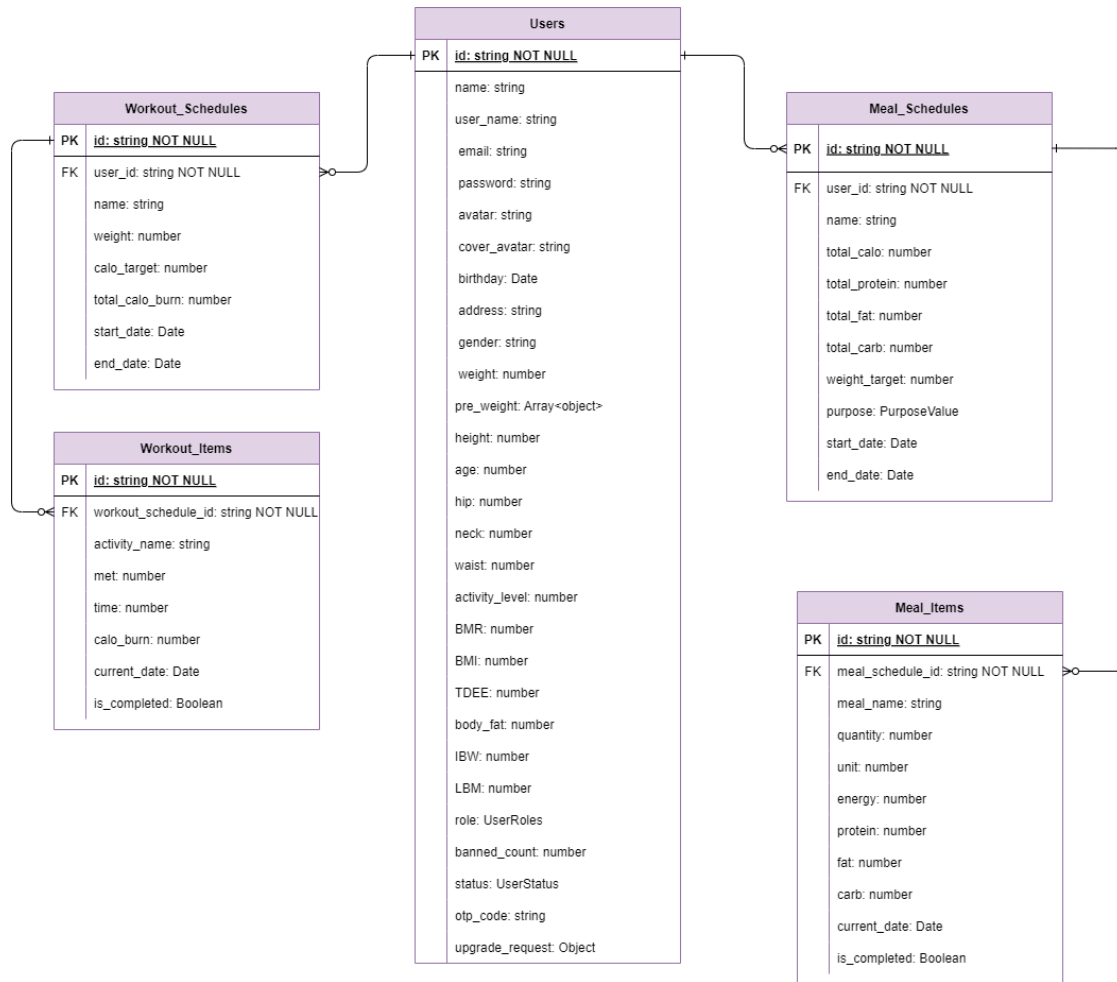 Users
PK id: string NOT NULL
name: string
user_name: string
email: string
password: string
avatar: string
cover_avatar: string
birthday: Date
address: string
gender: string
weight: number
pre_weight: Array<object>
height: number
age: number
hip: number
neck: number
waist: number
activity_level: number
BMR: number
BMI: number
TDEE: number
body_fat: number
IBW: number
LBM: number
role: UserRoles
banned_count: number
status: UserStatus
otp_code: string
upgrade_request: Object
Workout_Schedules
PK id: string NOT NULL
FK user_id: string NOT NULL
name: string
weight: number
calo_target: number
total_calo_burn: number
start_date: Date
end_date: Date
Workout_Items
PK id: string NOT NULL
FK workout_schedule_id: string NOT NULL
activity_name: string
met: number
time: number
calo_burn: number
current_date: Date
is_completed: Boolean
Meal_Schedules
PK id: string NOT NULL
FK user_id: string NOT NULL
name: string
total_calo: number
total_protein: number
total_fat: number
total_carb: number
weight_target: number
purpose: PurposeValue
start_date: Date
end_date: Date
Meal_Items
PK id: string NOT NULL
FK meal_schedule_id: string NOT NULL
meal_name: string
quantity: number
unit: number
energy: number
protein: number
fat: number
carb: number
current_date: Date
is_completed: Boolean